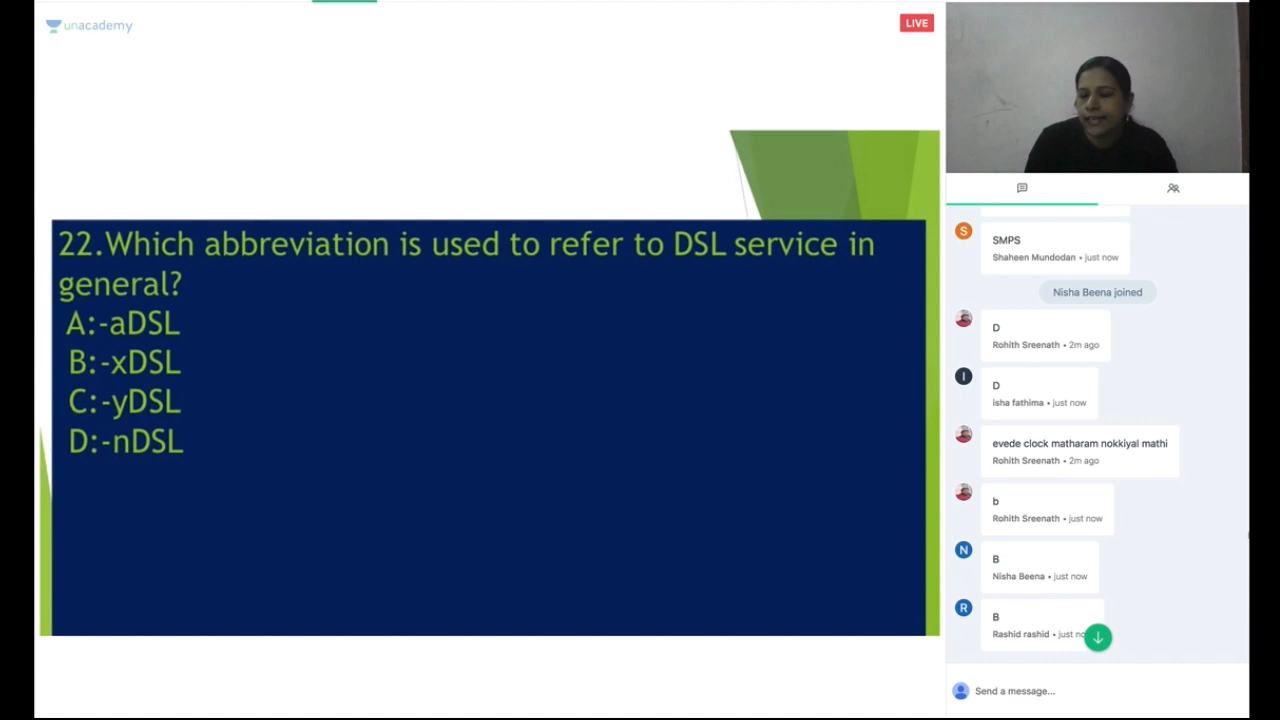 unacademy
LIVE
22.Which abbreviation is used to refer to DSL service in
general?
A:-aDSL
B:-xDSL
C:-yDSL
D:-nDSL
S
SMPS
Shaheen Mundodan • just now
Nisha Beena joined
D
Rohith Sreenath • 2m ago
I
D
isha fathima • just now
evede clock matharam nokkiyal mathi
Rohith Sreenath • 2m ago
b
Rohith Sreenath • just now
N
B
Nisha Beena • just now
R
B
Rashid rashid • just no
Send a message...